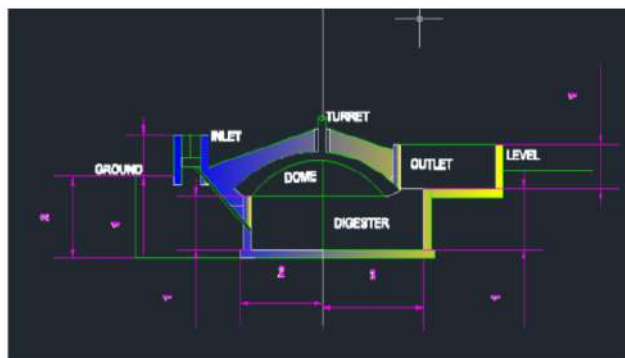 TURRET
INLET
LEVEL
GROUND
OUTLET
DOME
DIGESTER
2
1